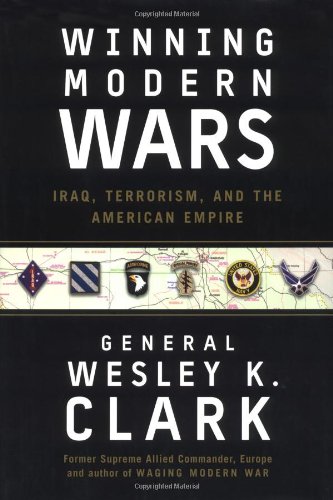 WINNING
MODERN
WARS
IRAQ, TERRORISM, AND THE
AMERICAN EMPIRE
AIRBORNE
GENERAL
WESLEY K.
CLARK
Former Supreme Allied Commander, Europe
and author of WAGING MODERN WAR